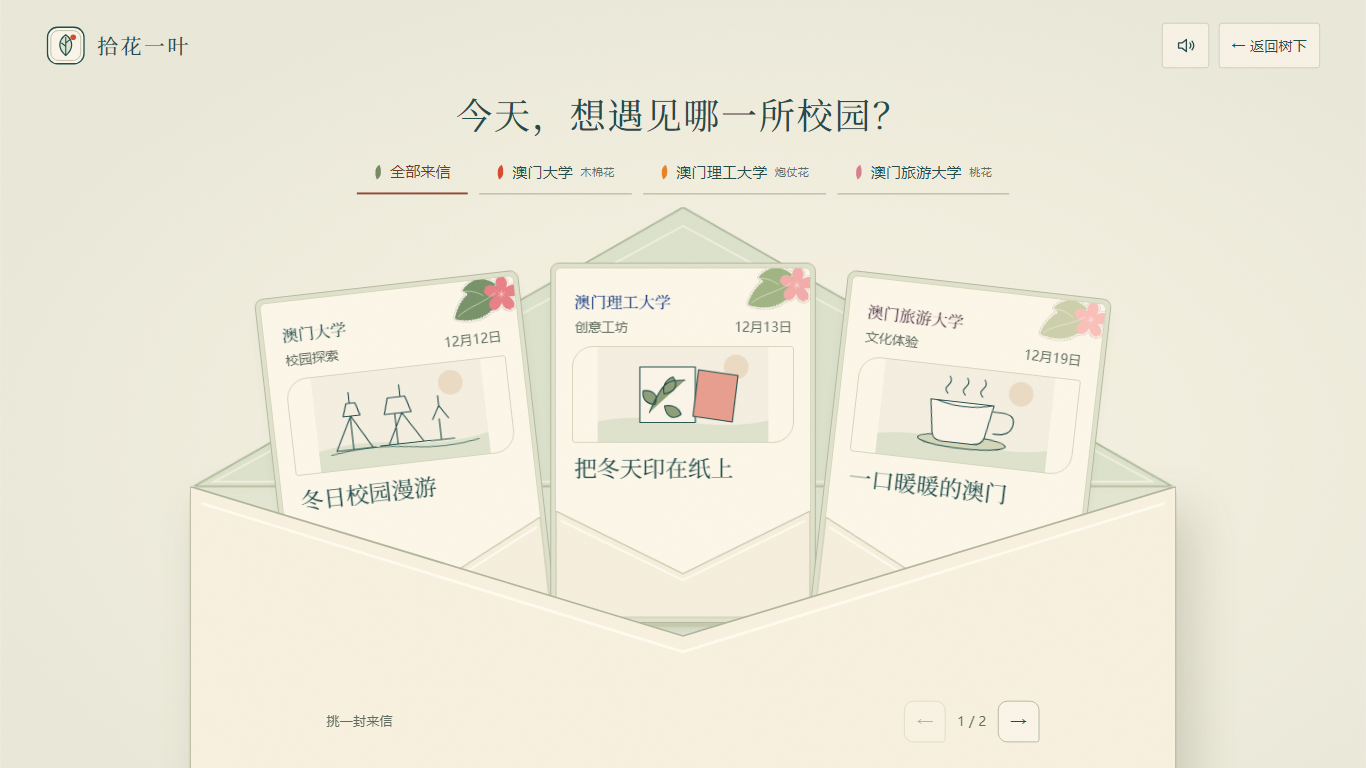 拾花一叶
← 返回树下
今天，想遇见哪一所校园？
全部来信
澳门大学 木棉花
澳门理工大学 炮仗花
澳门旅游大学 桃花
澳门大学
校园探索
12月12日
冬日校园漫游
澳门理工大学
创意工坊
12月13日
把冬天印在纸上
澳门旅游大学
文化体验
12月19日
一口暖暖的澳门
挑一封来信
← 1 / 2 →